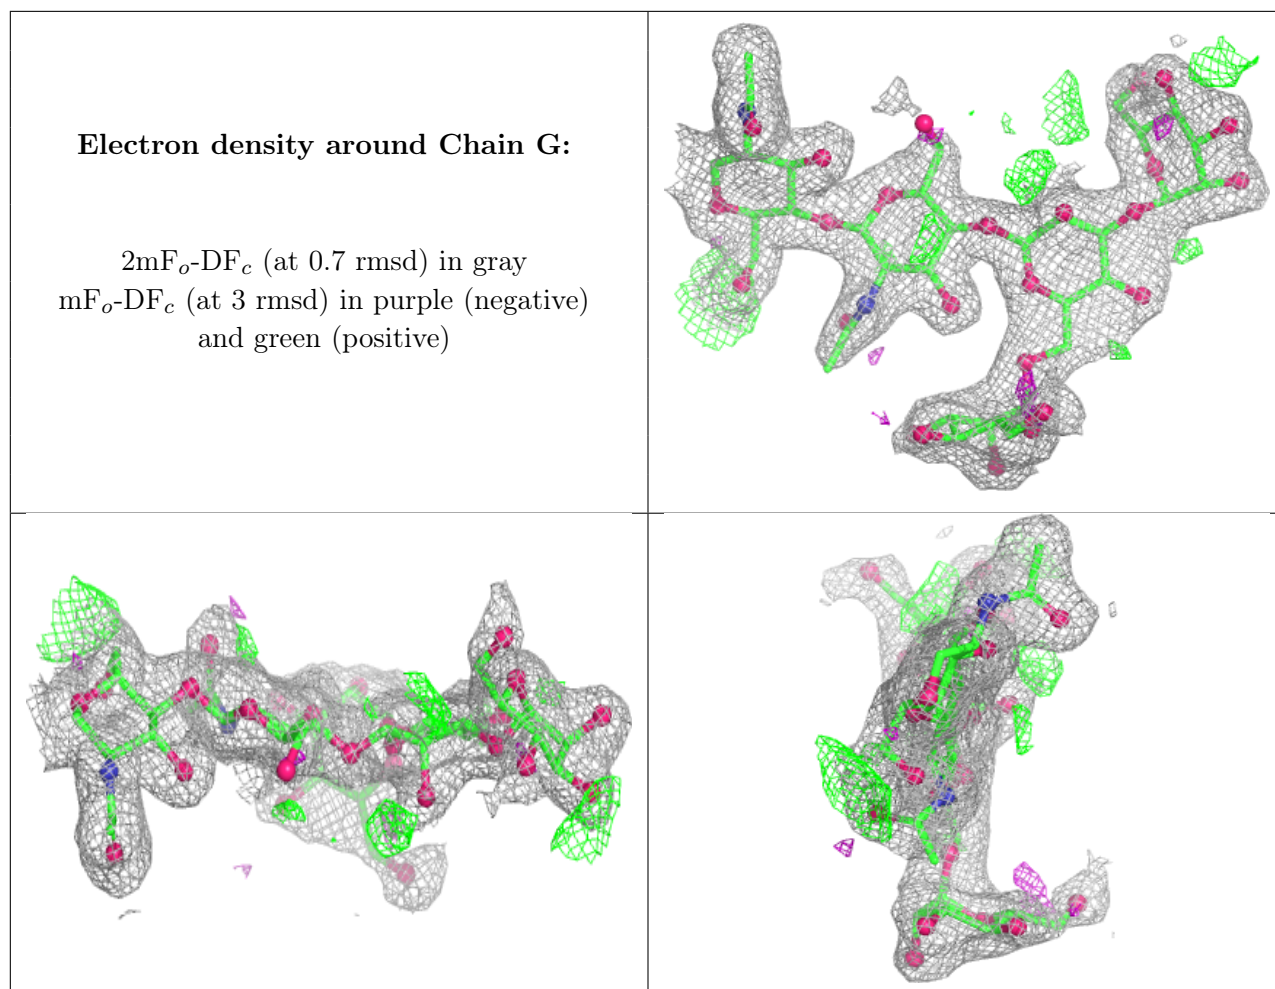 Electron density around Chain G:
2mFo-DFc (at 0.7 rmsd) in gray
mFo-DFc (at 3 rmsd) in purple (negative)
and green (positive)